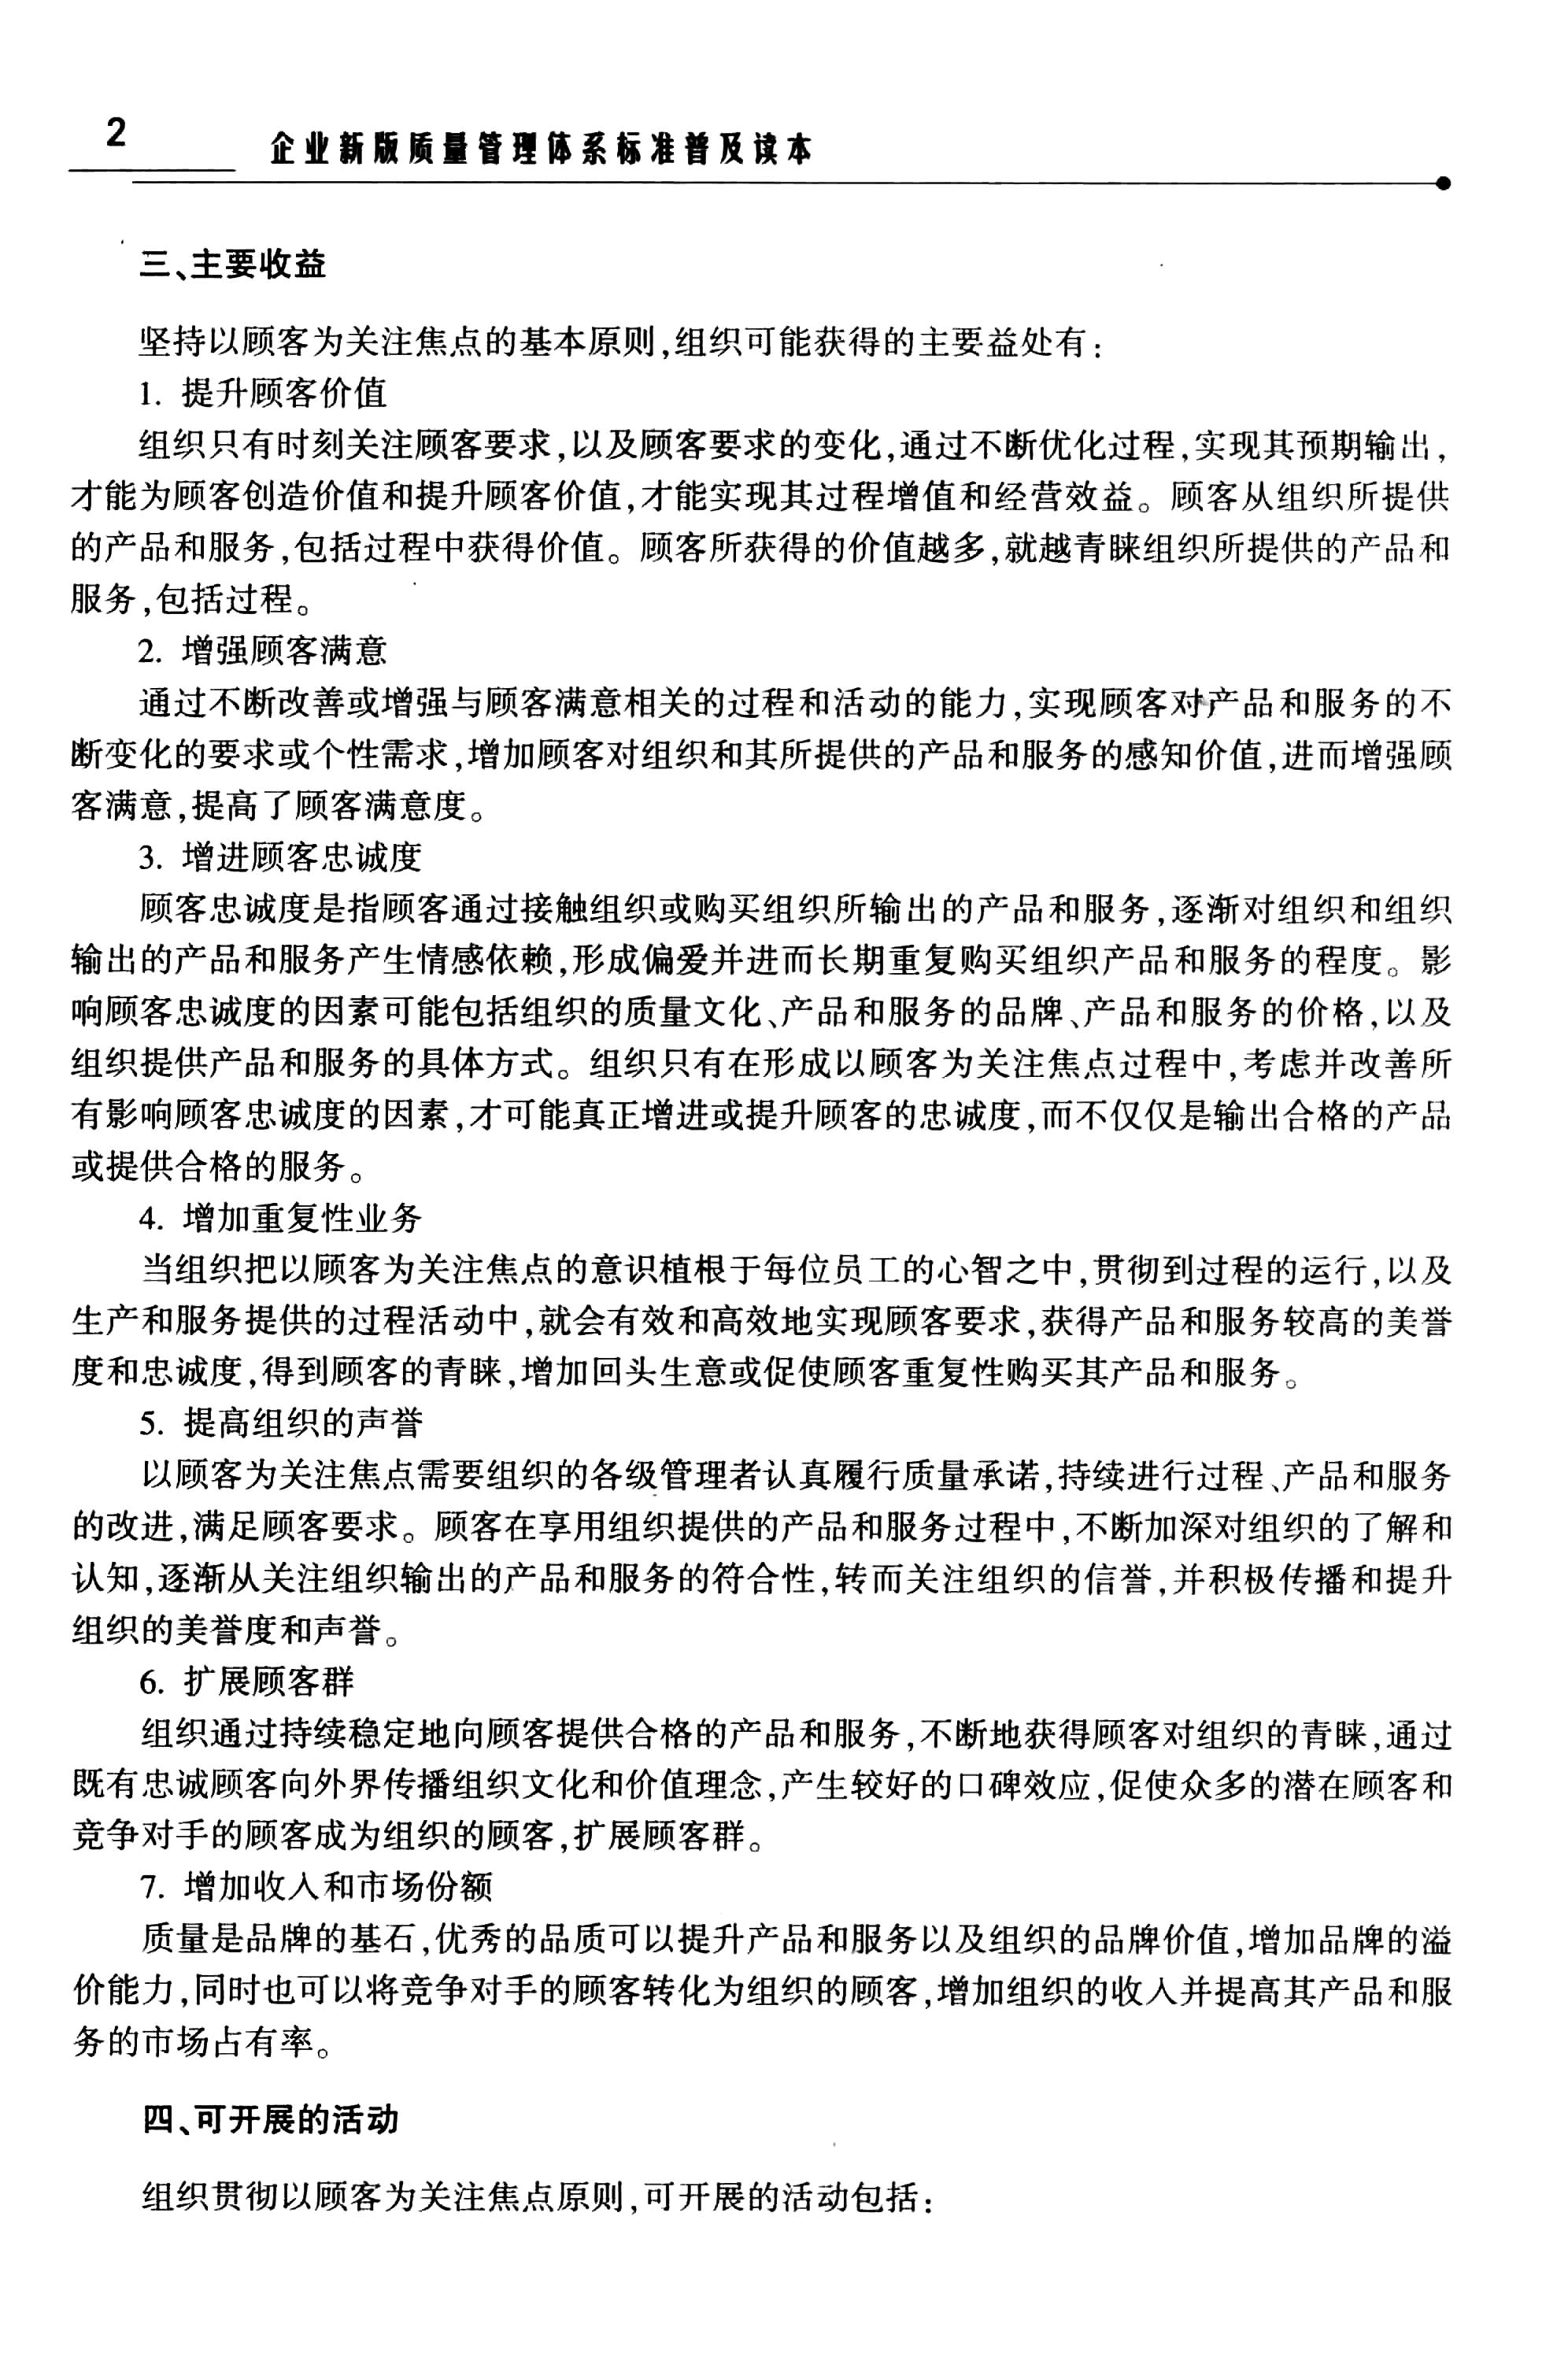 2
企业新版质量管理体系标准普及读本
三、主要收益
坚持以顾客为关注焦点的基本原则,组织可能获得的主要益处有:
1. 提升顾客价值
组织只有时刻关注顾客要求,以及顾客要求的变化,通过不断优化过程,实现其预期输出,
才能为顾客创造价值和提升顾客价值,才能实现其过程增值和经营效益。顾客从组织所提供
的产品和服务,包括过程中获得价值。顾客所获得的价值越多,就越青睐组织所提供的产品和
服务,包括过程。
2. 增强顾客满意
通过不断改善或增强与顾客满意相关的过程和活动的能力,实现顾客对产品和服务的不
断变化的要求或个性需求,增加顾客对组织和其所提供的产品和服务的感知价值,进而增强顾
客满意,提高了顾客满意度。
3. 增进顾客忠诚度
顾客忠诚度是指顾客通过接触组织或购买组织所输出的产品和服务,逐渐对组织和组织
输出的产品和服务产生情感依赖,形成偏爱并进而长期重复购买组织产品和服务的程度。影
响顾客忠诚度的因素可能包括组织的质量文化、产品和服务的品牌、产品和服务的价格,以及
组织提供产品和服务的具体方式。组织只有在形成以顾客为关注焦点过程中,考虑并改善所
有影响顾客忠诚度的因素,才可能真正增进或提升顾客的忠诚度,而不仅仅是输出合格的产品
或提供合格的服务。
4. 增加重复性业务
当组织把以顾客为关注焦点的意识植根于每位员工的心智之中,贯彻到过程的运行,以及
生产和服务提供的过程活动中,就会有效和高效地实现顾客要求,获得产品和服务较高的美誉
度和忠诚度,得到顾客的青睐,增加回头生意或促使顾客重复性购买其产品和服务。
5. 提高组织的声誉
以顾客为关注焦点需要组织的各级管理者认真履行质量承诺,持续进行过程、产品和服务
的改进,满足顾客要求。顾客在享用组织提供的产品和服务过程中,不断加深对组织的了解和
认知,逐渐从关注组织输出的产品和服务的符合性,转而关注组织的信誉,并积极传播和提升
组织的美誉度和声誉。
6. 扩展顾客群
组织通过持续稳定地向顾客提供合格的产品和服务,不断地获得顾客对组织的青睐,通过
既有忠诚顾客向外界传播组织文化和价值理念,产生较好的口碑效应,促使众多的潜在顾客和
竞争对手的顾客成为组织的顾客,扩展顾客群。
7. 增加收入和市场份额
质量是品牌的基石,优秀的品质可以提升产品和服务以及组织的品牌价值,增加品牌的溢
价能力,同时也可以将竞争对手的顾客转化为组织的顾客,增加组织的收入并提高其产品和服
务的市场占有率。
四、可开展的活动
组织贯彻以顾客为关注焦点原则,可开展的活动包括: